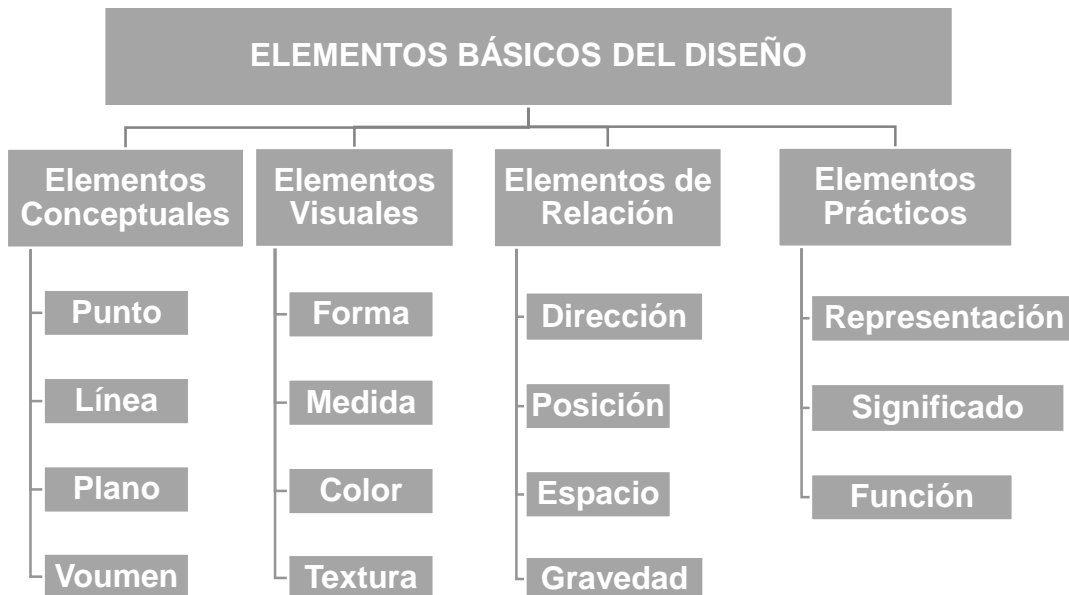 ELEMENTOS BÁSICOS DEL DISEÑO
Elementos
Conceptuales
Punto
Línea
Plano
Voumen
Elementos
Visuales
Forma
Medida
Color
Textura
Elementos de
Relación
Dirección
Posición
Espacio
Gravedad
Elementos
Prácticos
Representación
Significado
Función